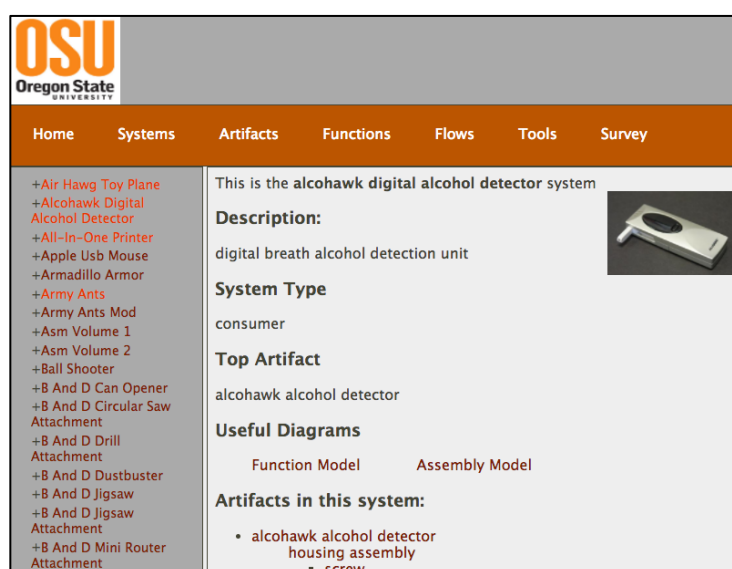 OSU
Oregon State
UNIVERSITY
Home Systems Artifacts Functions Flows Tools Survey
+Air Hawg Toy Plane
+Alcohawk Digital
Alcohol Detector
+All-In-One Printer
+Apple Usb Mouse
+Armadillo Armor
+Army Ants
+Army Ants Mod
+Asm Volume 1
+Asm Volume 2
+Ball Shooter
+B And D Can Opener
+B And D Circular Saw
Attachment
+B And D Drill
Attachment
+B And D Dustbuster
+B And D Jigsaw
+B And D Jigsaw
Attachment
+B And D Mini Router
Attachment
This is the alcohawk digital alcohol detector system
Description:
digital breath alcohol detection unit
System Type
consumer
Top Artifact
alcohawk alcohol detector
Useful Diagrams
Function Model Assembly Model
Artifacts in this system:
• alcohawk alcohol detector
housing assembly
▪ screw